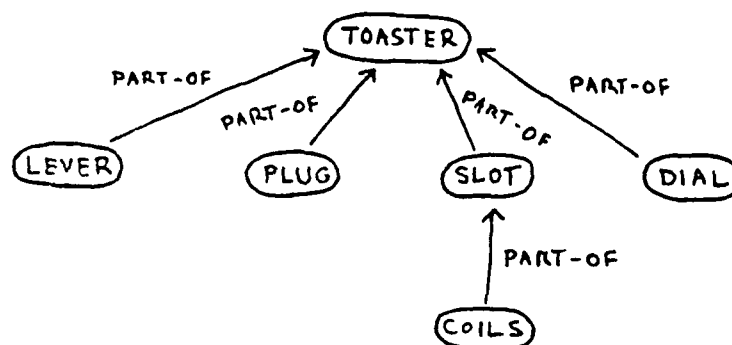 TOASTER
PART-OF
PART-OF
PART-OF
PART-OF
LEVER
PLUG
SLOT
DIAL
PART-OF
COILS